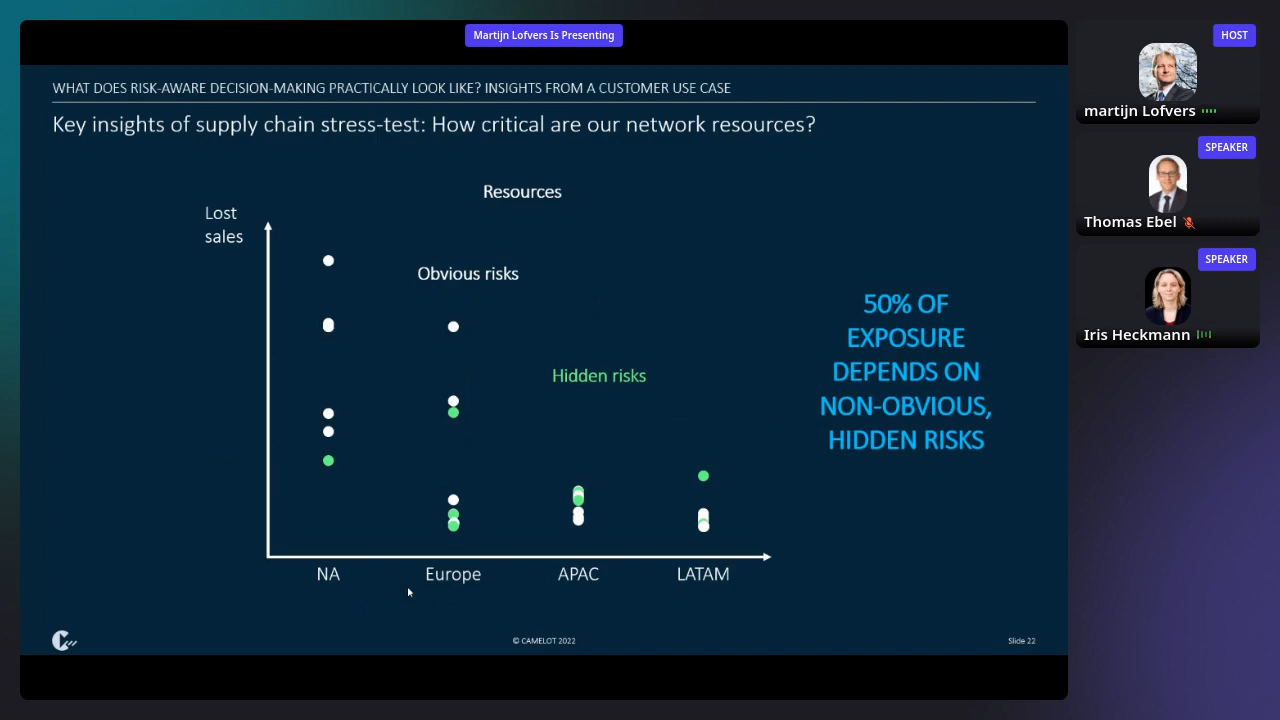 Martijn Lofvers Is Presenting
WHAT DOES RISK-AWARE DECISION-MAKING PRACTICALLY LOOK LIKE? INSIGHTS FROM A CUSTOMER USE CASE
Key insights of supply chain stress-test: How critical are our network resources?
Resources
Lost
sales
Obvious risks
Hidden risks
50% OF
EXPOSURE
DEPENDS ON
NON-OBVIOUS,
HIDDEN RISKS
NA
Europe
APAC
LATAM
© CAMELOT 2022
Slide 22
HOST
martijn Lofvers
SPEAKER
Thomas Ebel
SPEAKER
Iris Heckmann